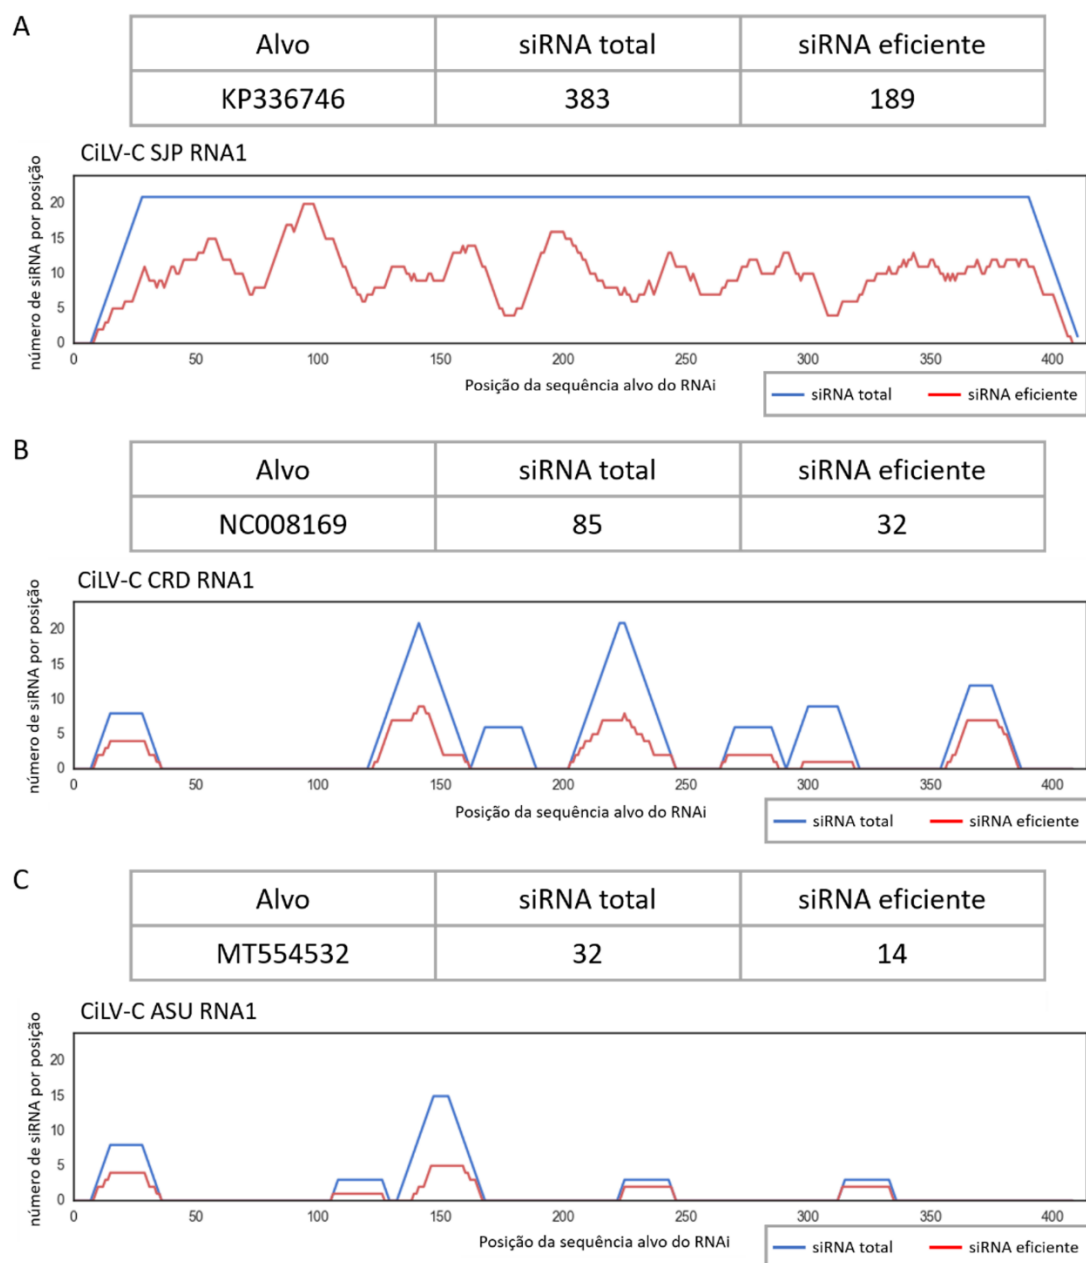 A
Alvo siRNA total siRNA eficiente
KP336746 383 189
CiLV-C SJP RNA1
número de siRNA por posição
20
15
10
5
0
0 50 100 150 200 250 300 350 400
Posição da sequência alvo do RNAi
siRNA total siRNA eficiente
B
Alvo siRNA total siRNA eficiente
NC008169 85 32
CiLV-C CRD RNA1
número de siRNA por posição
20
15
10
5
0
0 50 100 150 200 250 300 350 400
Posição da sequência alvo do RNAi
siRNA total siRNA eficiente
C
Alvo siRNA total siRNA eficiente
MT554532 32 14
CiLV-C ASU RNA1
número de siRNA por posição
20
15
10
5
0
0 50 100 150 200 250 300 350 400
Posição da sequência alvo do RNAi
siRNA total siRNA eficiente